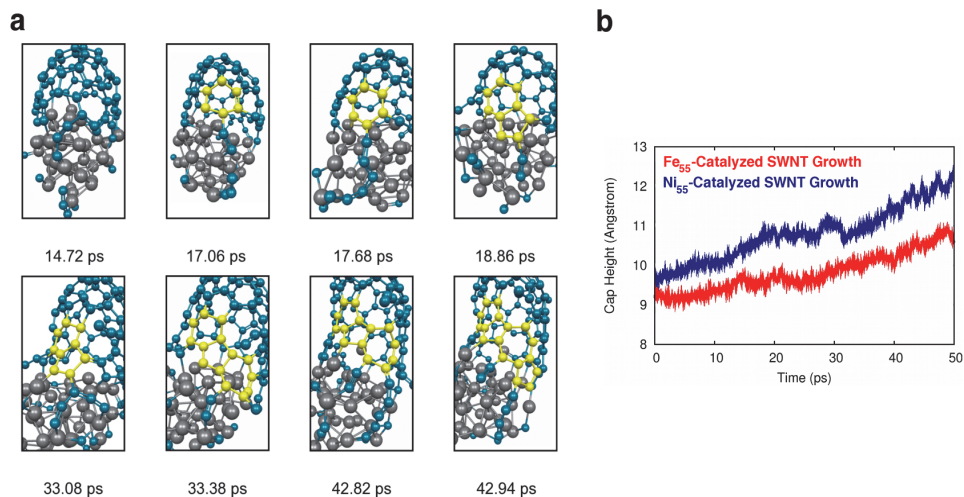 a
14.72 ps
17.06 ps
17.68 ps
18.86 ps
33.08 ps
33.38 ps
42.82 ps
42.94 ps
b
Fe55-Catalyzed SWNT Growth
Ni55-Catalyzed SWNT Growth
Cap Height (Angstrom)
13
12
11
10
9
8
0
10
20
30
40
50
Time (ps)